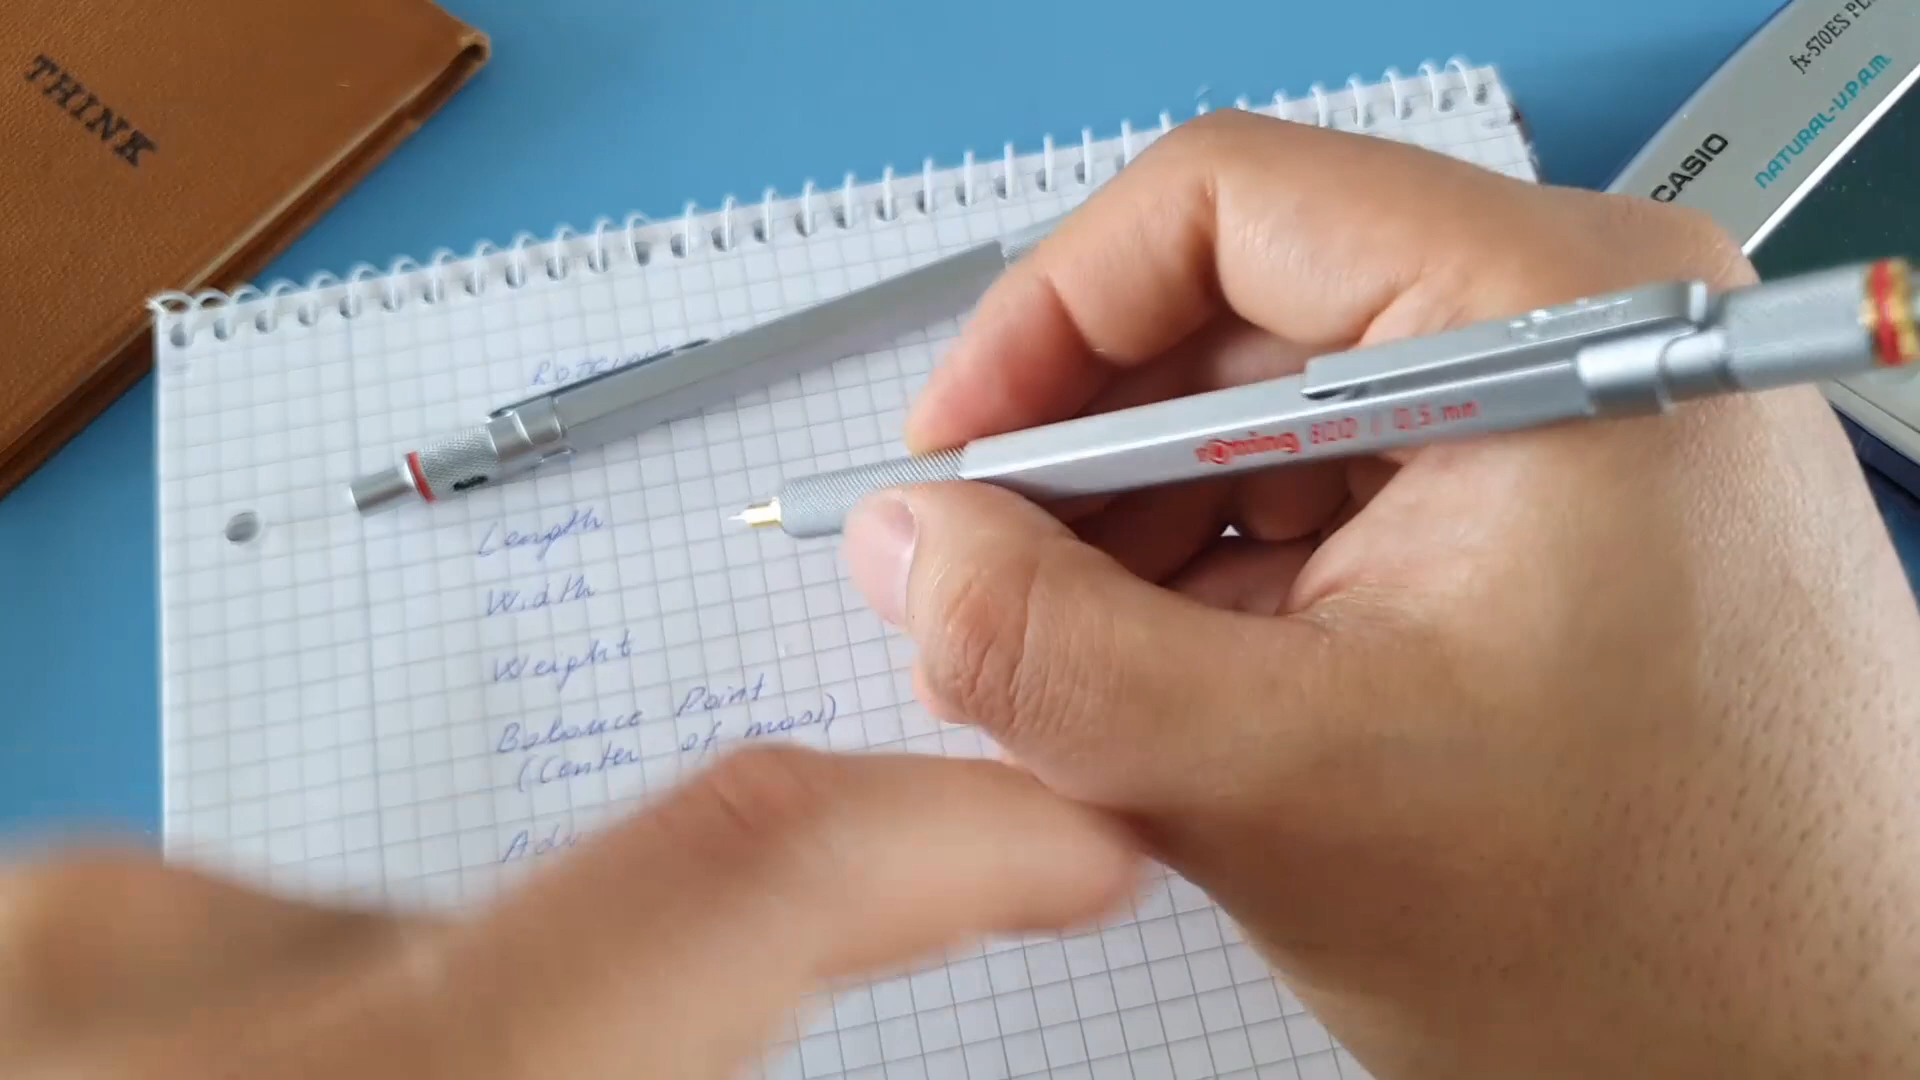 THINK
fx-570ES PL
NATURAL-V.P.A.M.
CASIO
rotring 800 / 0.5 mm
Length
Width
Weight
Balance Point
(Center of mass)